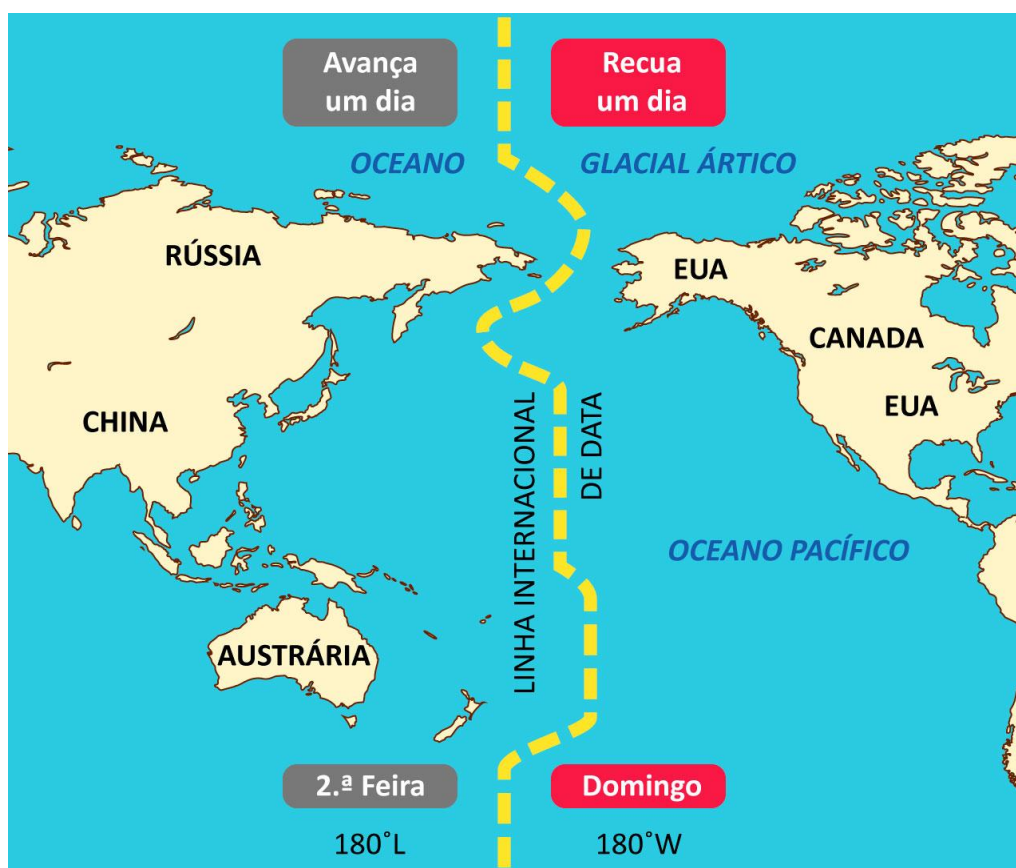 Avança
um dia
Recua
um dia
OCEANO GLACIAL ÁRTICO
RÚSSIA
EUA
CANADA
EUA
CHINA
LINHA INTERNACIONAL
DE DATA
OCEANO PACÍFICO
AUSTRÁRIA
2.ª Feira
Domingo
180°L
180°W